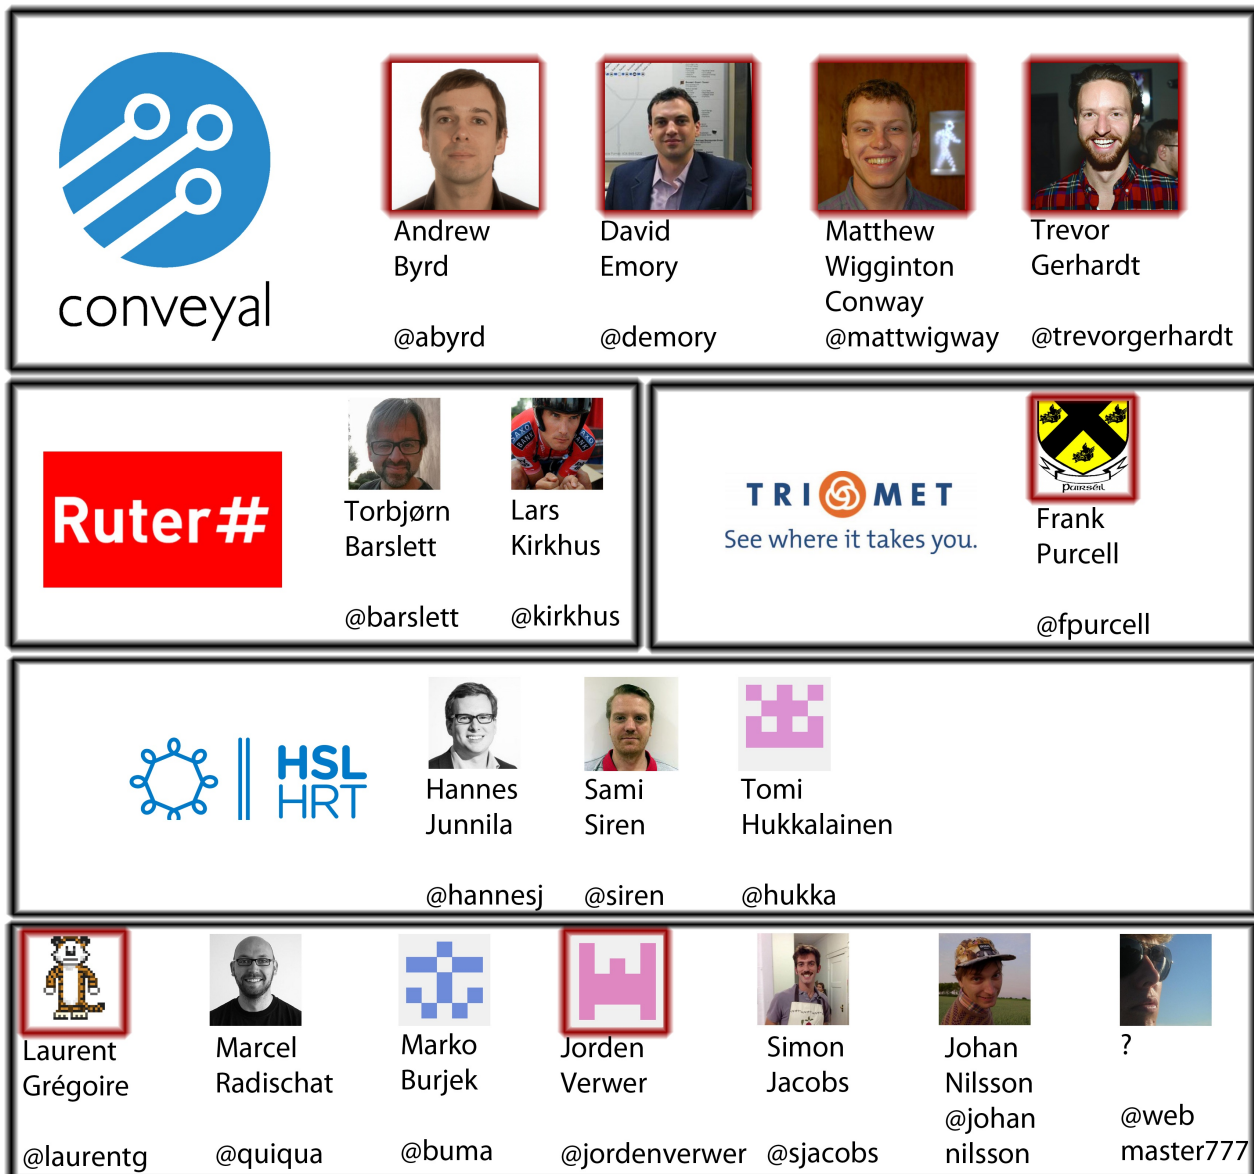 conveyal
Andrew
Byrd
@abyrd
David
Emory
@demory
Matthew
Wigginton
Conway
@mattwigway
Trevor
Gerhardt
@trevorgerhardt
Ruter#
Torbjørn
Barslett
@barslett
SAXO
BANK
Lars
Kirkhus
@kirkhus
TRI MET
See where it takes you.
Puirséil
Frank
Purcell
@fpurcell
HSL
HRT
Hannes
Junnila
@hannesj
Sami
Siren
@siren
Tomi
Hukkalainen
@hukka
Laurent
Grégoire
@laurentg
Marcel
Radischat
@quiqua
Marko
Burjek
@buma
Jorden
Verwer
@jordenverwer
Simon
Jacobs
@sjacobs
Johan
Nilsson
@johan
nilsson
?
@web
master777